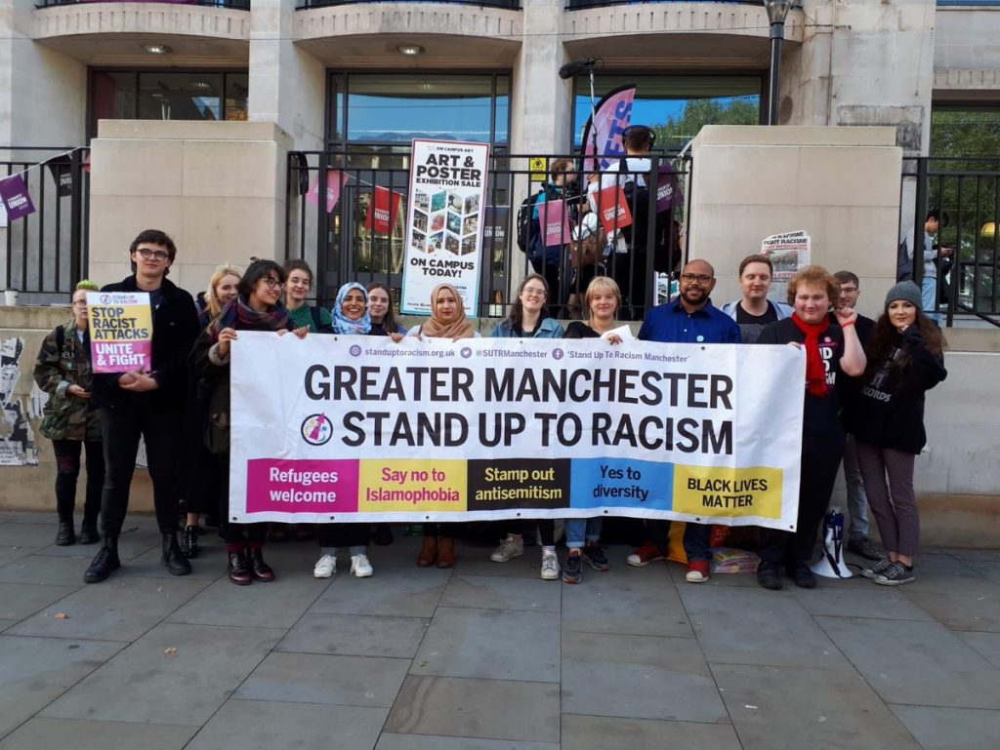 ON CAMPUS ART
ART &
POSTER
EXHIBITION SALE
ON CAMPUS
TODAY!
UNION
UNION
STOP
RACIST
ATTACKS
UNITE
& FIGHT
standuptoracism.org.uk @SUTRManchester 'Stand Up To Racism Manchester'
GREATER MANCHESTER
STAND UP TO RACISM
Refugees
welcome
Say no to
Islamophobia
Stamp out
antisemitism
Yes to
diversity
BLACK LIVES
MATTER